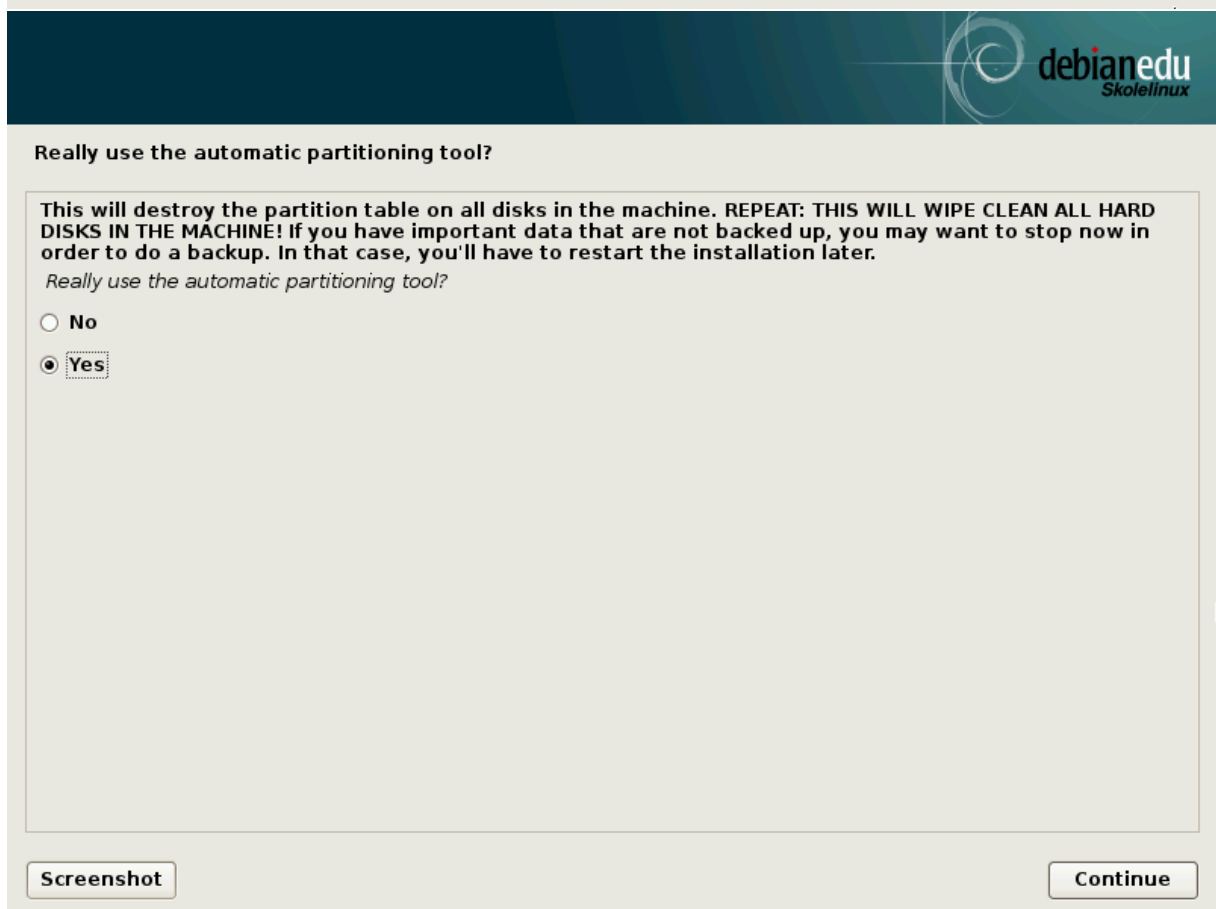 debianedu
Skolelinux
Really use the automatic partitioning tool?
This will destroy the partition table on all disks in the machine. REPEAT: THIS WILL WIPE CLEAN ALL HARD
DISKS IN THE MACHINE! If you have important data that are not backed up, you may want to stop now in
order to do a backup. In that case, you'll have to restart the installation later.
Really use the automatic partitioning tool?
No
Yes
Screenshot
Continue